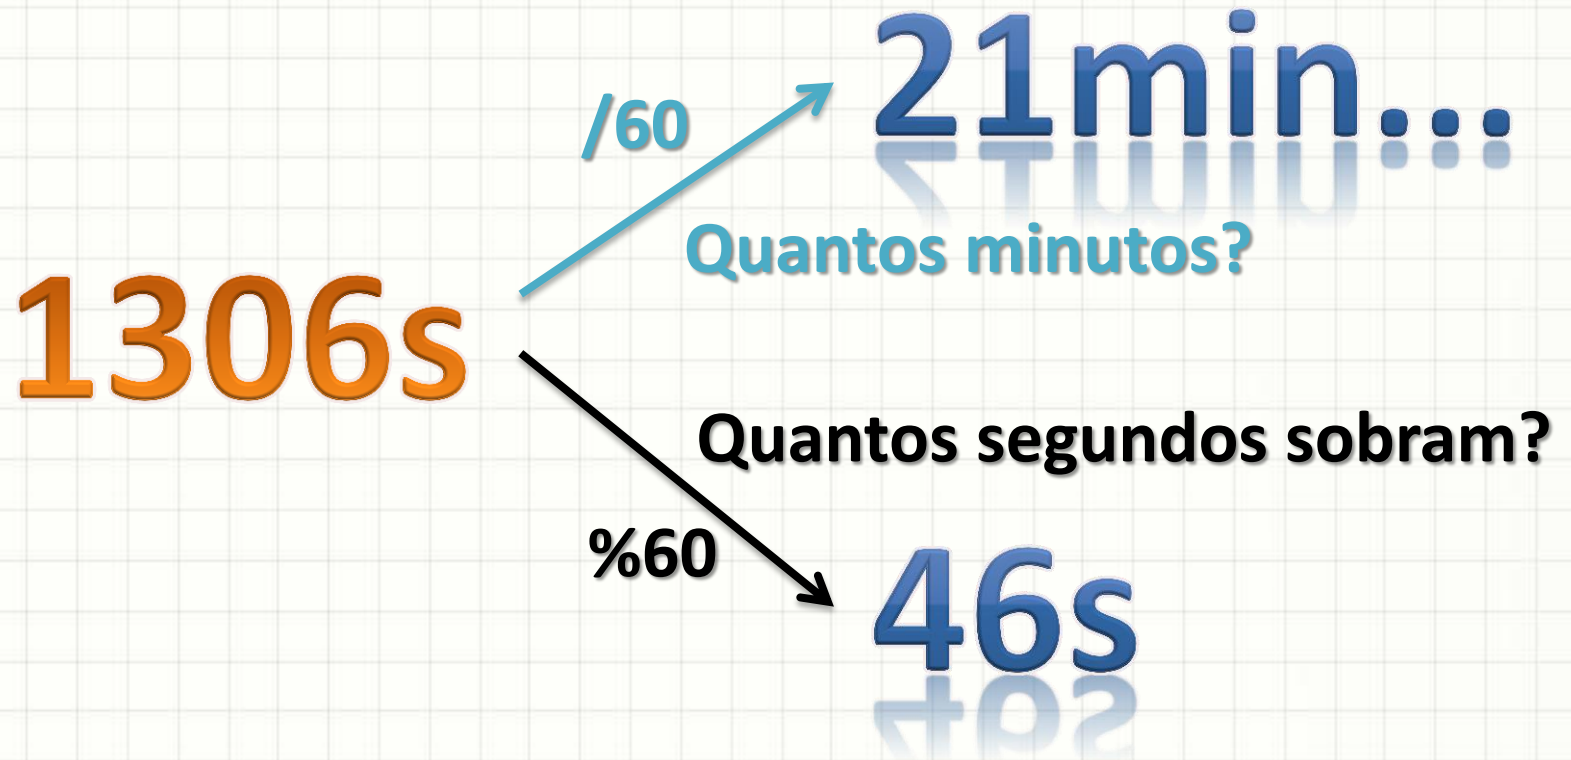 21min...
/60
Quantos minutos?
1306s
Quantos segundos sobram?
%60
46s